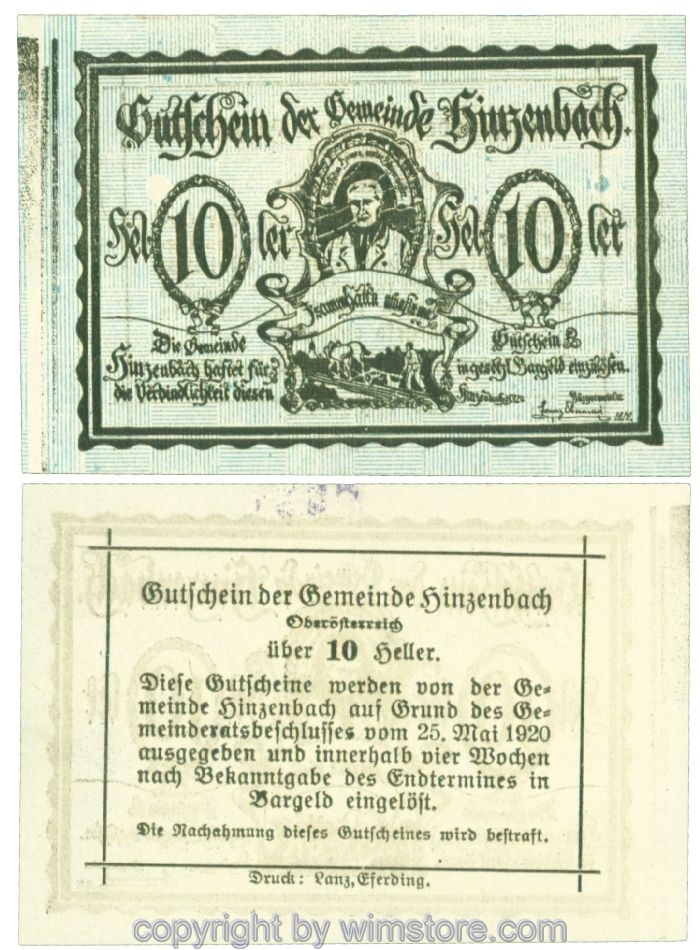 Gutschein der Gemeinde Hinzenbach.
Hel- 10 ler Hel- 10 ler
Die Gemeinde
Hinzenbach haftet für
die Verbindlichkeit diesen
Gutschein
in gesetzl. Bargeld einzulösen.
Bürgermeister
Gutschein der Gemeinde Hinzenbach
Oberösterreich
über 10 Heller.
Diese Gutscheine werden von der Ge-
meinde Hinzenbach auf Grund des Ge-
meinderatsbeschlusses vom 25. Mai 1920
ausgegeben und innerhalb vier Wochen
nach Bekanntgabe des Endtermines in
Bargeld eingelöst.
Die Nachahmung dieses Gutscheines wird bestraft.
Druck: Lanz, Eferding.
copyright by wimstore.com